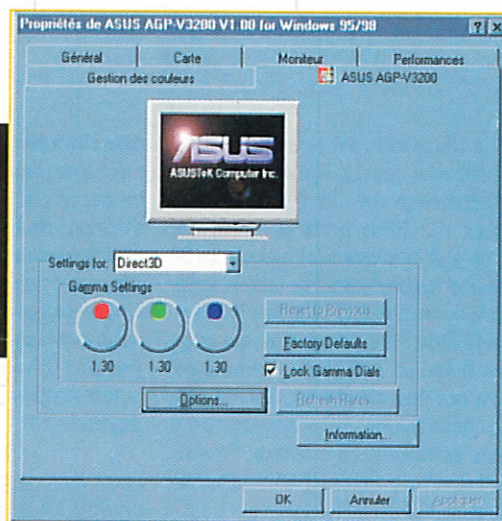 Propriétés de ASUS AGP-V3200 V1.00 for Windows 95/98
Général Carte Moniteur Performances
Gestion des couleurs ASUS AGP-V3200
ASUS
ASUSTeK Computer Inc.
Settings for: Direct3D
Gamma Settings
1.30 1.30 1.30
Reset to Previous
Factory Defaults
Lock Gamma Dials
Options... Refresh Rates...
Information...
OK Annuler Appliquer